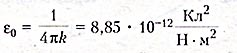 ε₀ = 1/(4πk) = 8,85 · 10⁻¹² Кл²/(Н · м²)